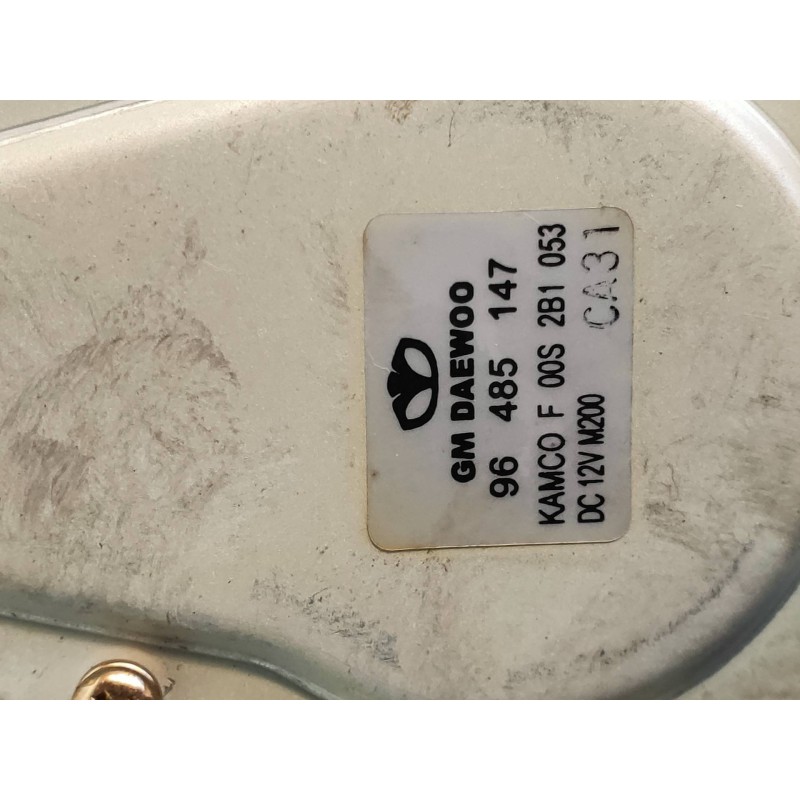 GM DAEWOO
96 485 147
KAMCO F 00S 2B1 053
DC 12V M200 CA31